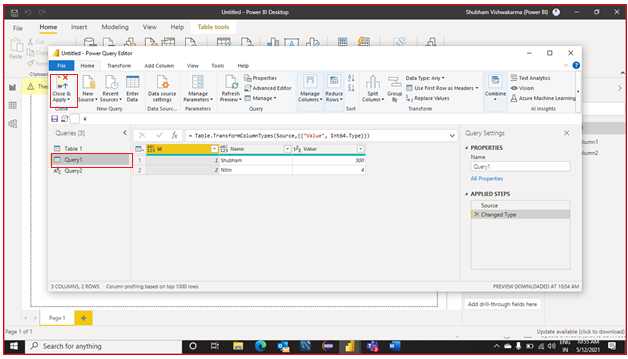 Untitled - Power BI Desktop
Shubham Vishwakarma (Power BI)
File Home Insert Modeling View Help Table tools
Cut
Paste
Clipboard
Untitled - Power Query Editor
File Home Transform Add Column View Tools Help
Close & Apply
New Source
Recent Sources
Enter Data
Data source settings
Manage Parameters
Refresh Preview
Properties
Advanced Editor
Manage
Manage Columns
Reduce Rows
Split Column
Group By
Data Type: Any
Use First Row as Headers
Replace Values
Combine
Text Analytics
Vision
Azure Machine Learning
Close
Data Sour...
Parameters
Query
Sort
Transform
AI Insights
Queries [3]
Table 1
Query1
Query2
= Table.TransformColumnTypes(Source,{{"Value", Int64.Type}})
Id Name Value
1 1 Shubham 300
2 2 Nitin 4
Query Settings
PROPERTIES
Name
Query1
All Properties
APPLIED STEPS
Source
Changed Type
3 COLUMNS, 2 ROWS Column profiling based on top 1000 rows
PREVIEW DOWNLOADED AT 10:54 AM
Add drill-through fields here
Page 1
Page 1 of 1
Update available (click to download)
Search for anything
ENG
IN
10:55 AM
5/12/2021